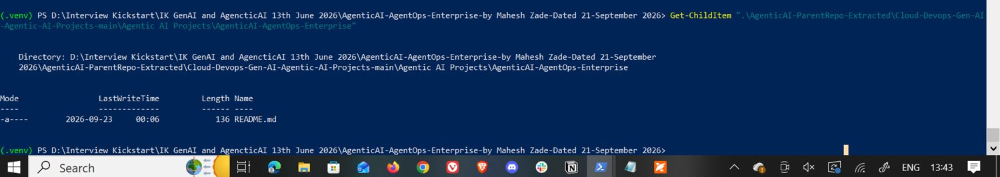 (.venv) PS D:\Interview Kickstart\IK GenAI and AgencticAI 13th June 2026\AgenticAI-AgentOps-Enterprise-by Mahesh Zade-Dated 21-September 2026> Get-ChildItem ".\AgenticAI-ParentRepo-Extracted\Cloud-Devops-Gen-AI
-Agentic-AI-Projects-main\Agentic AI Projects\AgenticAI-AgentOps-Enterprise"
Directory: D:\Interview Kickstart\IK GenAI and AgencticAI 13th June 2026\AgenticAI-AgentOps-Enterprise-by Mahesh Zade-Dated 21-September
2026\AgenticAI-ParentRepo-Extracted\Cloud-Devops-Gen-AI-Agentic-AI-Projects-main\Agentic AI Projects\AgenticAI-AgentOps-Enterprise
Mode LastWriteTime Length Name
---- ------------- ------ ----
-a---- 2026-09-23 00:06 136 README.md
(.venv) PS D:\Interview Kickstart\IK GenAI and AgencticAI 13th June 2026\AgenticAI-AgentOps-Enterprise-by Mahesh Zade-Dated 21-September 2026>
Search ENG 13:43